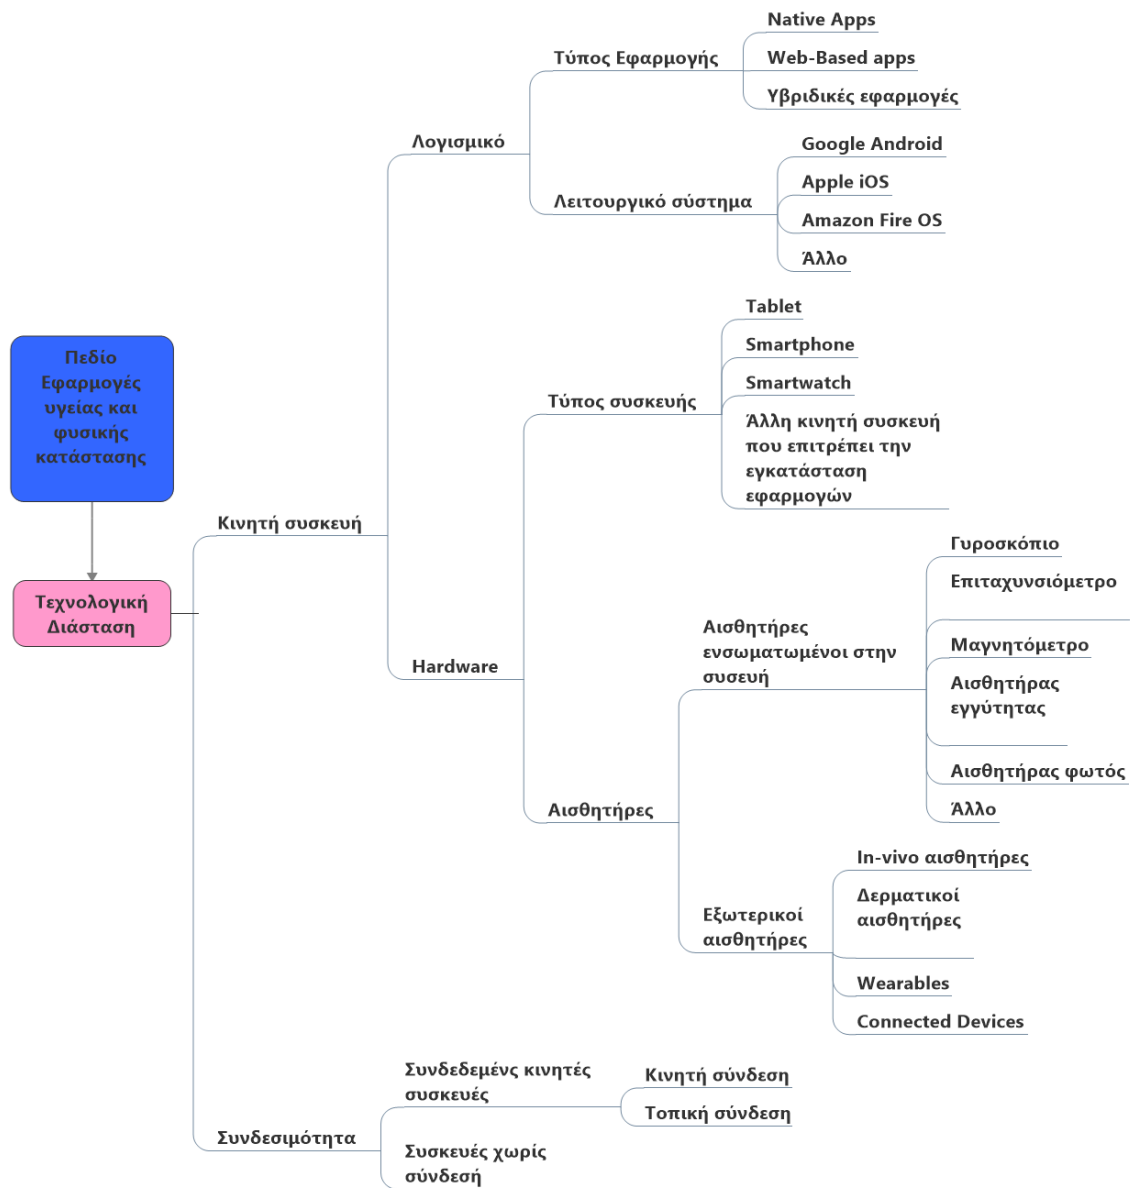 Πεδίο
Εφαρμογές
υγείας και
φυσικής
κατάστασης
Τεχνολογική
Διάσταση
Κινητή συσκευή
Λογισμικό
Τύπος Εφαρμογής
Native Apps
Web-Based apps
Υβριδικές εφαρμογές
Λειτουργικό σύστημα
Google Android
Apple iOS
Amazon Fire OS
Άλλο
Hardware
Τύπος συσκευής
Tablet
Smartphone
Smartwatch
Άλλη κινητή συσκευή
που επιτρέπει την
εγκατάσταση
εφαρμογών
Αισθητήρες
Αισθητήρες
ενσωματωμένοι στην
συσευή
Γυροσκόπιο
Επιταχυνσιόμετρο
Μαγνητόμετρο
Αισθητήρας
εγγύτητας
Αισθητήρας φωτός
Άλλο
Εξωτερικοί
αισθητήρες
In-vivo αισθητήρες
Δερματικοί
αισθητήρες
Wearables
Connected Devices
Συνδεσιμότητα
Συνδεδεμένς κινητές
συσκευές
Κινητή σύνδεση
Τοπική σύνδεση
Συσκευές χωρίς
σύνδεσή